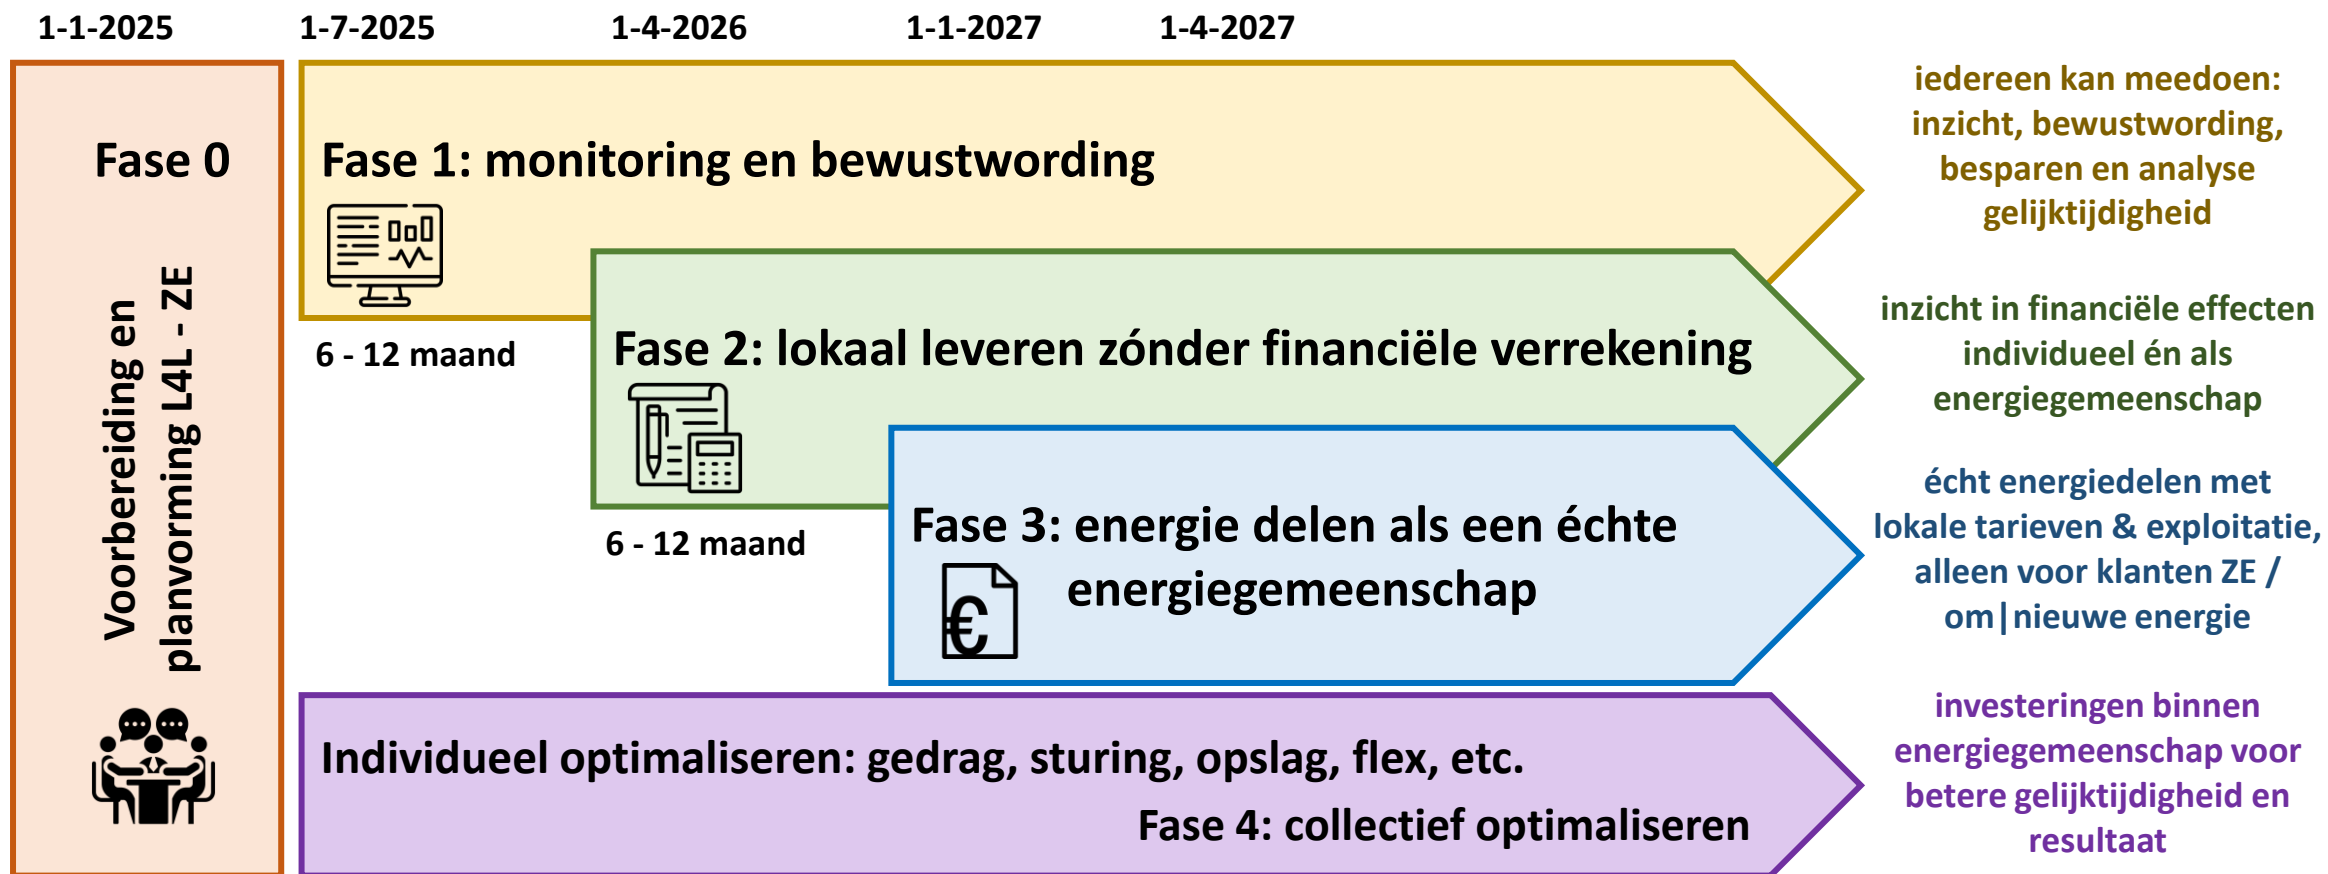 1-1-2025 1-7-2025 1-4-2026 1-1-2027 1-4-2027
Fase 0
Voorbereiding en
planvorming L4L - ZE
Fase 1: monitoring en bewustwording
6 - 12 maand
iedereen kan meedoen:
inzicht, bewustwording,
besparen en analyse
gelijktijdigheid
Fase 2: lokaal leveren zónder financiële verrekening
6 - 12 maand
inzicht in financiële effecten
individueel én als
energiegemeenschap
Fase 3: energie delen als een échte
energiegemeenschap
€
écht energiedelen met
lokale tarieven & exploitatie,
alleen voor klanten ZE /
om|nieuwe energie
Individueel optimaliseren: gedrag, sturing, opslag, flex, etc.
Fase 4: collectief optimaliseren
investeringen binnen
energiegemeenschap voor
betere gelijktijdigheid en
resultaat